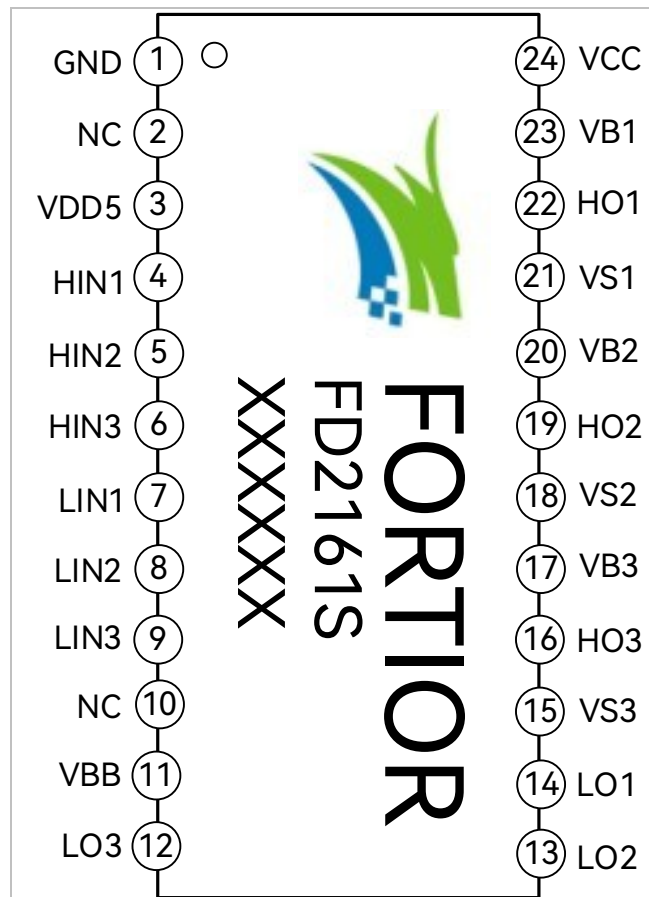 GND 1 24 VCC
NC 2 23 VB1
VDD5 3 22 HO1
HIN1 4 21 VS1
HIN2 5 20 VB2
HIN3 6 19 HO2
LIN1 7 18 VS2
LIN2 8 17 VB3
LIN3 9 16 HO3
NC 10 15 VS3
VBB 11 14 LO1
LO3 12 13 LO2
FORTIOR
FD2161S
XXXXXXX